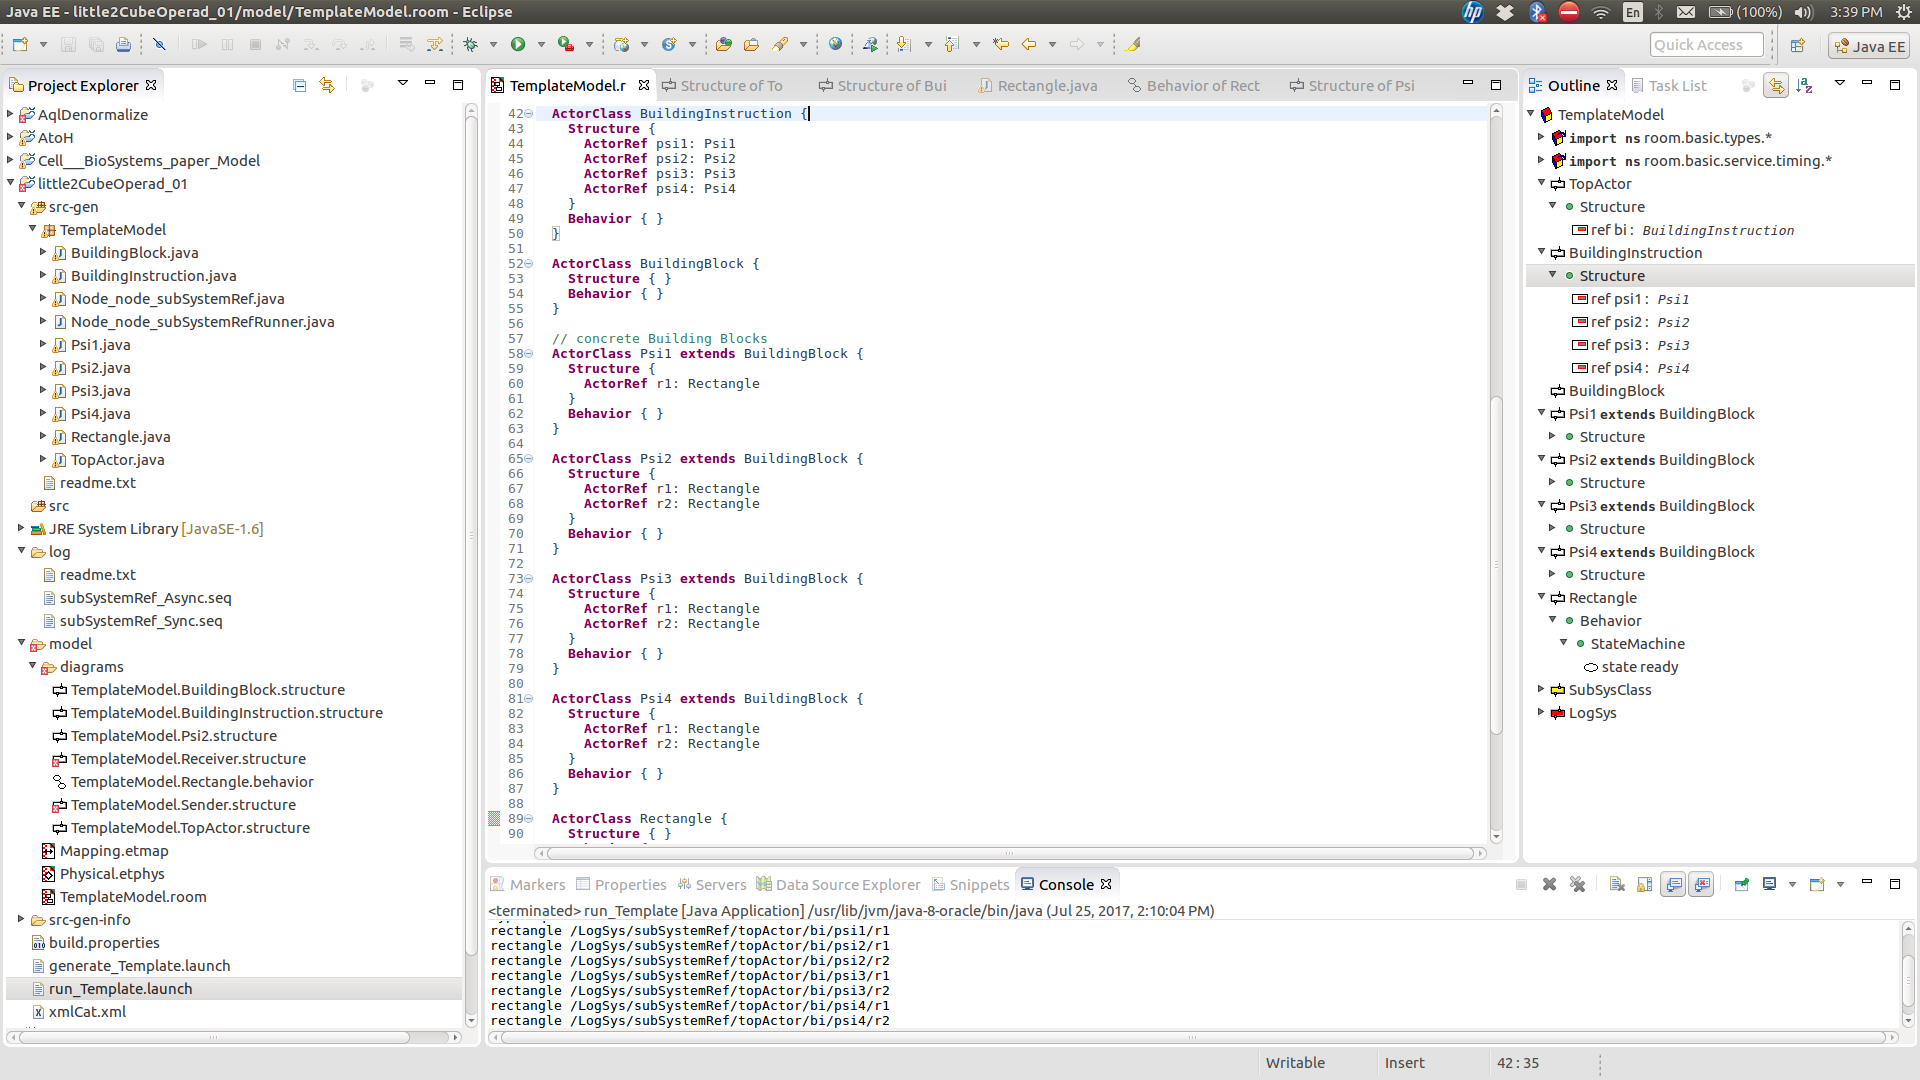 Java EE - little2CubeOperad_01/model/TemplateModel.room - Eclipse
En
(100%)
3:39 PM
Quick Access
Java EE
Project Explorer
AqlDenormalize
AtoH
Cell___BioSystems_paper_Model
little2CubeOperad_01
src-gen
TemplateModel
BuildingBlock.java
BuildingInstruction.java
Node_node_subSystemRef.java
Node_node_subSystemRefRunner.java
Psi1.java
Psi2.java
Psi3.java
Psi4.java
Rectangle.java
TopActor.java
readme.txt
src
JRE System Library [JavaSE-1.6]
log
readme.txt
subSystemRef_Async.seq
subSystemRef_Sync.seq
model
diagrams
TemplateModel.BuildingBlock.structure
TemplateModel.BuildingInstruction.structure
TemplateModel.Psi2.structure
TemplateModel.Receiver.structure
TemplateModel.Rectangle.behavior
TemplateModel.Sender.structure
TemplateModel.TopActor.structure
Mapping.etmap
Physical.etphys
TemplateModel.room
src-gen-info
build.properties
generate_Template.launch
run_Template.launch
xmlCat.xml
TemplateModel.r
Structure of To
Structure of Bui
Rectangle.java
Behavior of Rect
Structure of Psi
42 ActorClass BuildingInstruction {
43 Structure {
44 ActorRef psi1: Psi1
45 ActorRef psi2: Psi2
46 ActorRef psi3: Psi3
47 ActorRef psi4: Psi4
48 }
49 Behavior { }
50 }
51
52 ActorClass BuildingBlock {
53 Structure { }
54 Behavior { }
55 }
56
57 // concrete Building Blocks
58 ActorClass Psi1 extends BuildingBlock {
59 Structure {
60 ActorRef r1: Rectangle
61 }
62 Behavior { }
63 }
64
65 ActorClass Psi2 extends BuildingBlock {
66 Structure {
67 ActorRef r1: Rectangle
68 ActorRef r2: Rectangle
69 }
70 Behavior { }
71 }
72
73 ActorClass Psi3 extends BuildingBlock {
74 Structure {
75 ActorRef r1: Rectangle
76 ActorRef r2: Rectangle
77 }
78 Behavior { }
79 }
80
81 ActorClass Psi4 extends BuildingBlock {
82 Structure {
83 ActorRef r1: Rectangle
84 ActorRef r2: Rectangle
85 }
86 Behavior { }
87 }
88
89 ActorClass Rectangle {
90 Structure { }
Outline
Task List
TemplateModel
import ns room.basic.types.*
import ns room.basic.service.timing.*
TopActor
Structure
ref bi: BuildingInstruction
BuildingInstruction
Structure
ref psi1: Psi1
ref psi2: Psi2
ref psi3: Psi3
ref psi4: Psi4
BuildingBlock
Psi1 extends BuildingBlock
Structure
Psi2 extends BuildingBlock
Structure
Psi3 extends BuildingBlock
Structure
Psi4 extends BuildingBlock
Structure
Rectangle
Behavior
StateMachine
state ready
SubSysClass
LogSys
Markers
Properties
Servers
Data Source Explorer
Snippets
Console
<terminated> run_Template [Java Application] /usr/lib/jvm/java-8-oracle/bin/java (Jul 25, 2017, 2:10:04 PM)
rectangle /LogSys/subSystemRef/topActor/bi/psi1/r1
rectangle /LogSys/subSystemRef/topActor/bi/psi2/r1
rectangle /LogSys/subSystemRef/topActor/bi/psi2/r2
rectangle /LogSys/subSystemRef/topActor/bi/psi3/r1
rectangle /LogSys/subSystemRef/topActor/bi/psi3/r2
rectangle /LogSys/subSystemRef/topActor/bi/psi4/r1
rectangle /LogSys/subSystemRef/topActor/bi/psi4/r2
Writable
Insert
42 : 35